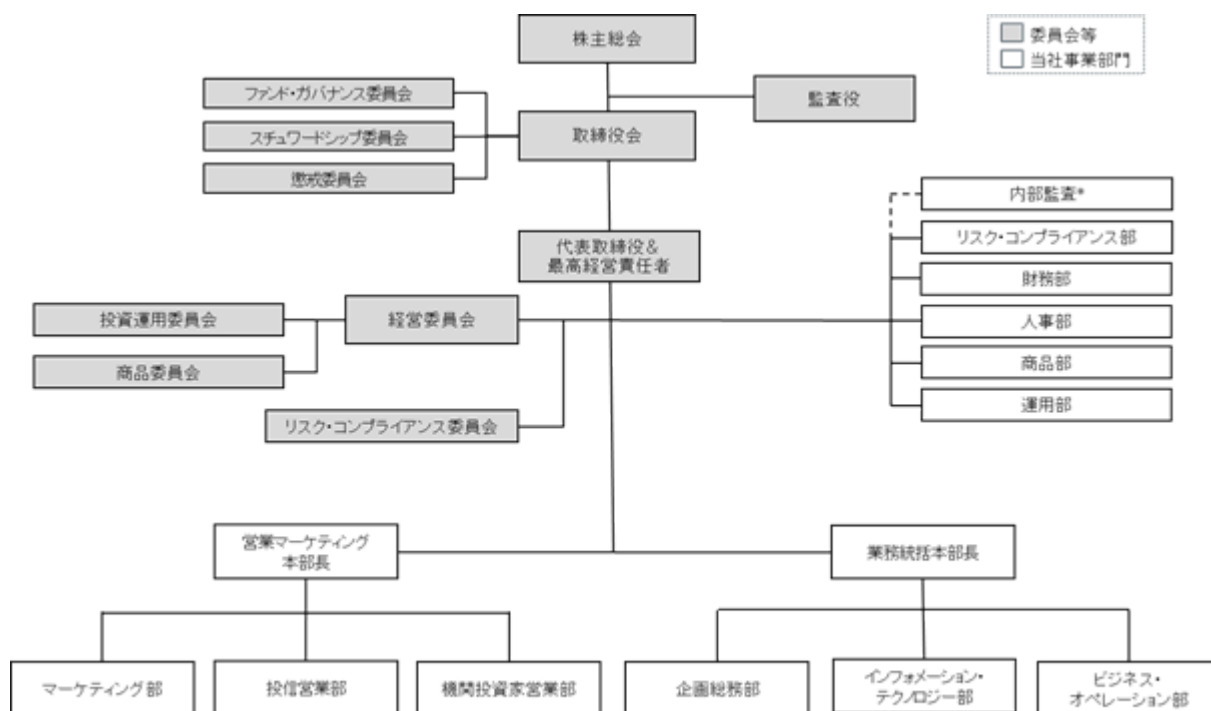 株主総会
委員会等
当社事業部門
ファンド・ガバナンス委員会
監査役
スチュワードシップ委員会
取締役会
懲戒委員会
内部監査*
リスク・コンプライアンス部
代表取締役&
最高経営責任者
財務部
投資運用委員会
経営委員会
人事部
商品委員会
商品部
運用部
リスク・コンプライアンス委員会
営業マーケティング
本部長
業務統括本部長
マーケティング部
投信営業部
機関投資家営業部
企画総務部
インフォメーション・
テクノロジー部
ビジネス・
オペレーション部